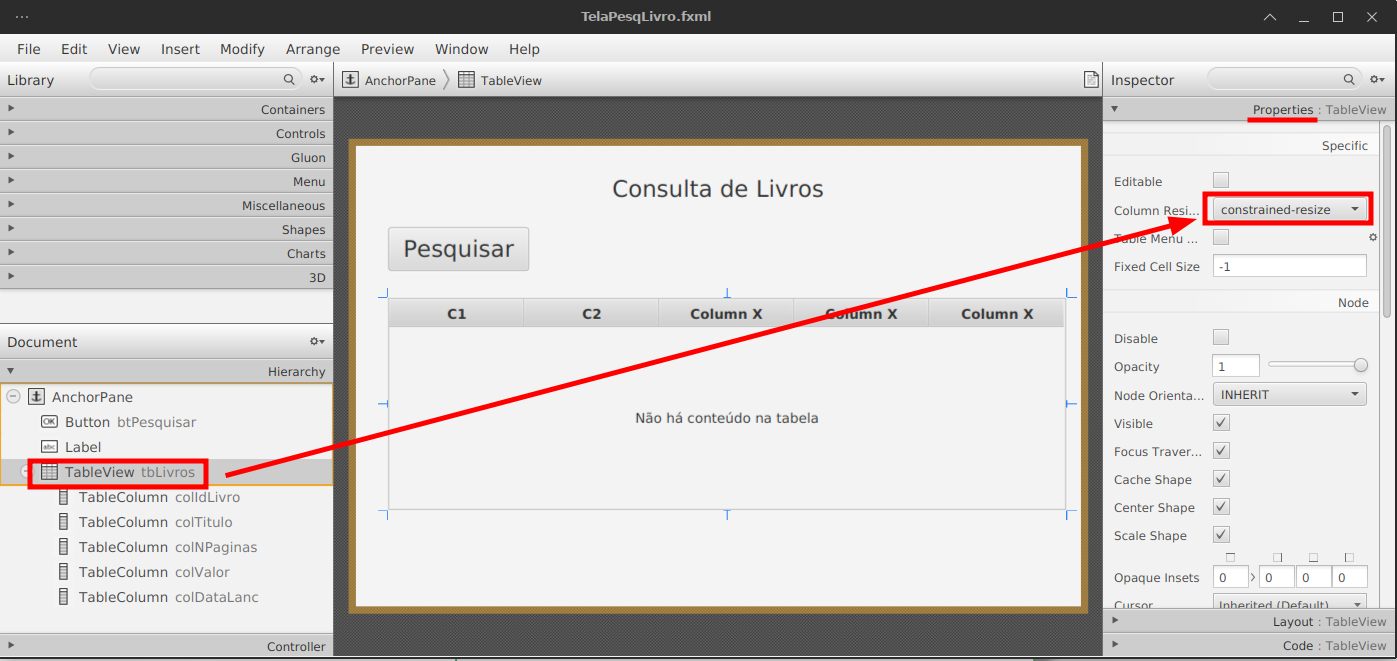 TelaPesqLivro.fxml
File Edit View Insert Modify Arrange Preview Window Help
Library
Containers
Controls
Gluon
Menu
Miscellaneous
Shapes
Charts
3D
Document
Hierarchy
AnchorPane
Button btPesquisar
Label
TableView tbLivros
TableColumn colIdLivro
TableColumn colTitulo
TableColumn colNPaginas
TableColumn colValor
TableColumn colDataLanc
Controller
AnchorPane TableView
Consulta de Livros
Pesquisar
C1 C2 Column X Column X Column X
Não há conteúdo na tabela
Inspector
Properties : TableView
Specific
Editable
Column Resi... constrained-resize
Table Menu ...
Fixed Cell Size -1
Node
Disable
Opacity 1
Node Orienta... INHERIT
Visible
Focus Traver...
Cache Shape
Center Shape
Scale Shape
Opaque Insets 0 0 0 0
Cursor Inherited (Default)
Layout : TableView
Code : TableView